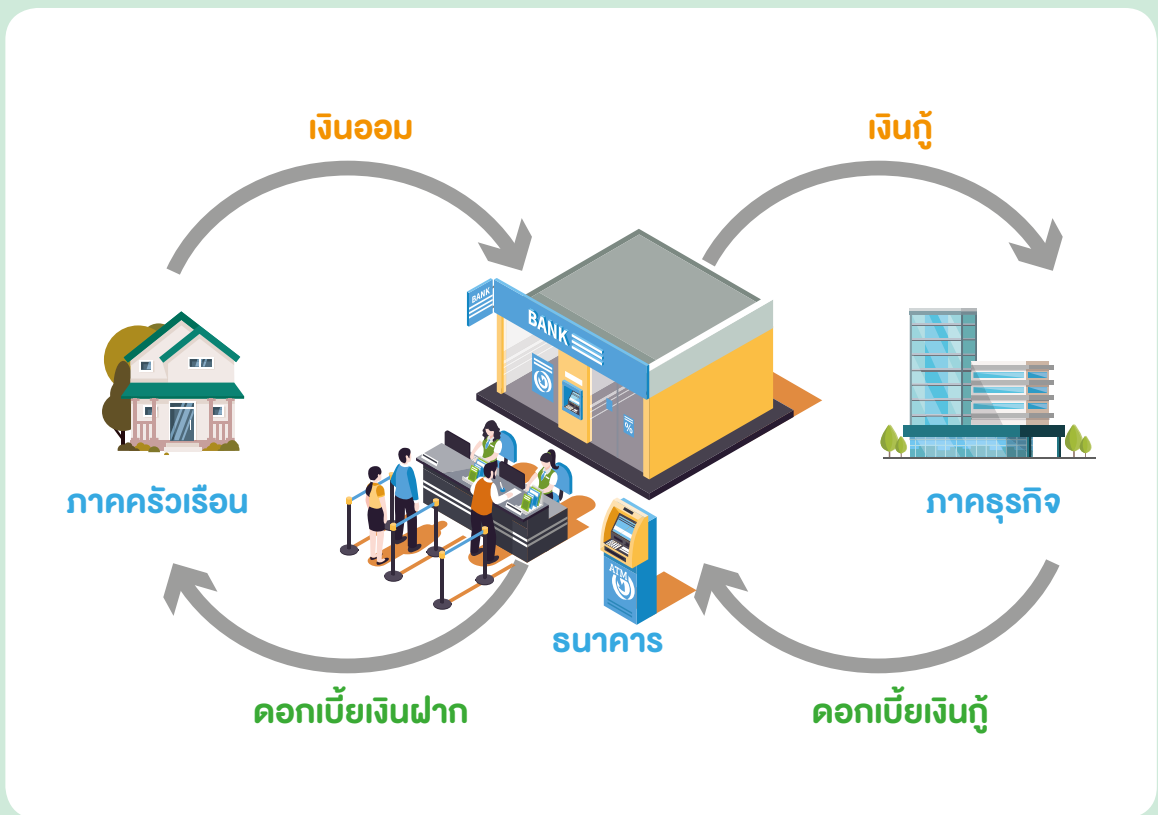 เงินออม
เงินกู้
BANK
BANK
%
ภาคครัวเรือน
ภาคธุรกิจ
ATM
ธนาคาร
ดอกเบี้ยเงินฝาก
ดอกเบี้ยเงินกู้